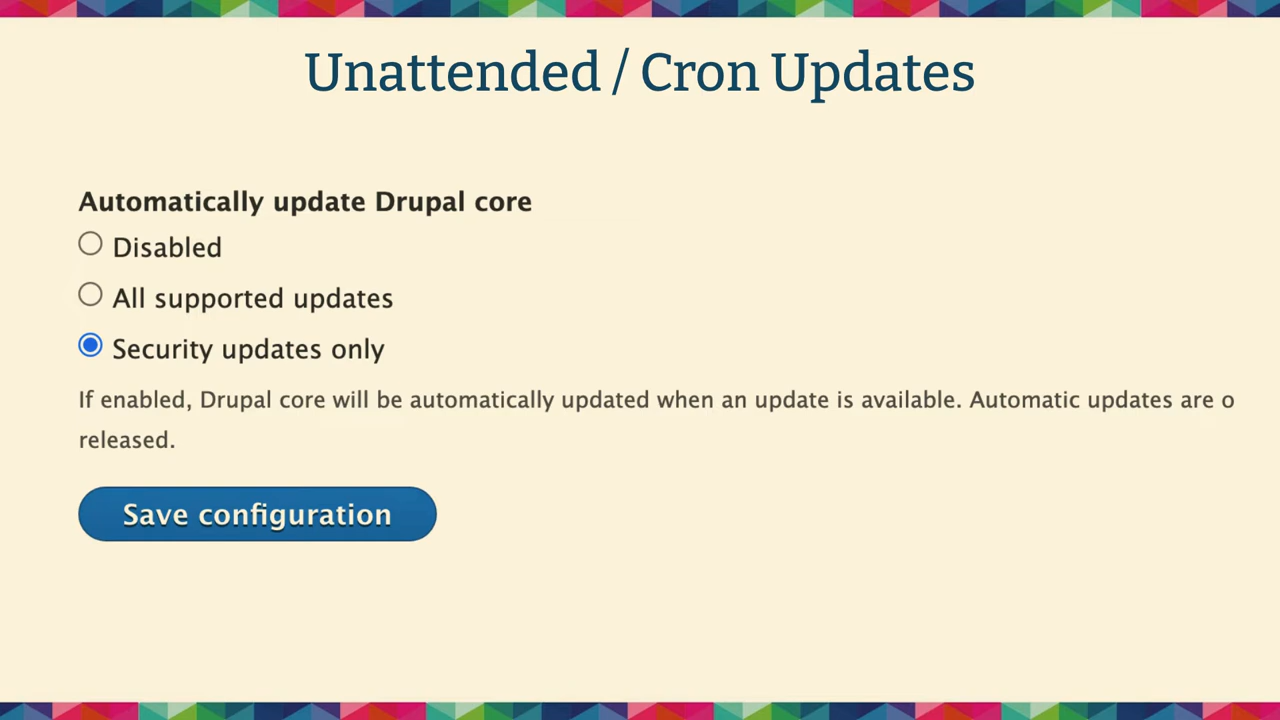 Unattended / Cron Updates
Automatically update Drupal core
Disabled
All supported updates
Security updates only
If enabled, Drupal core will be automatically updated when an update is available. Automatic updates are o
released.
Save configuration